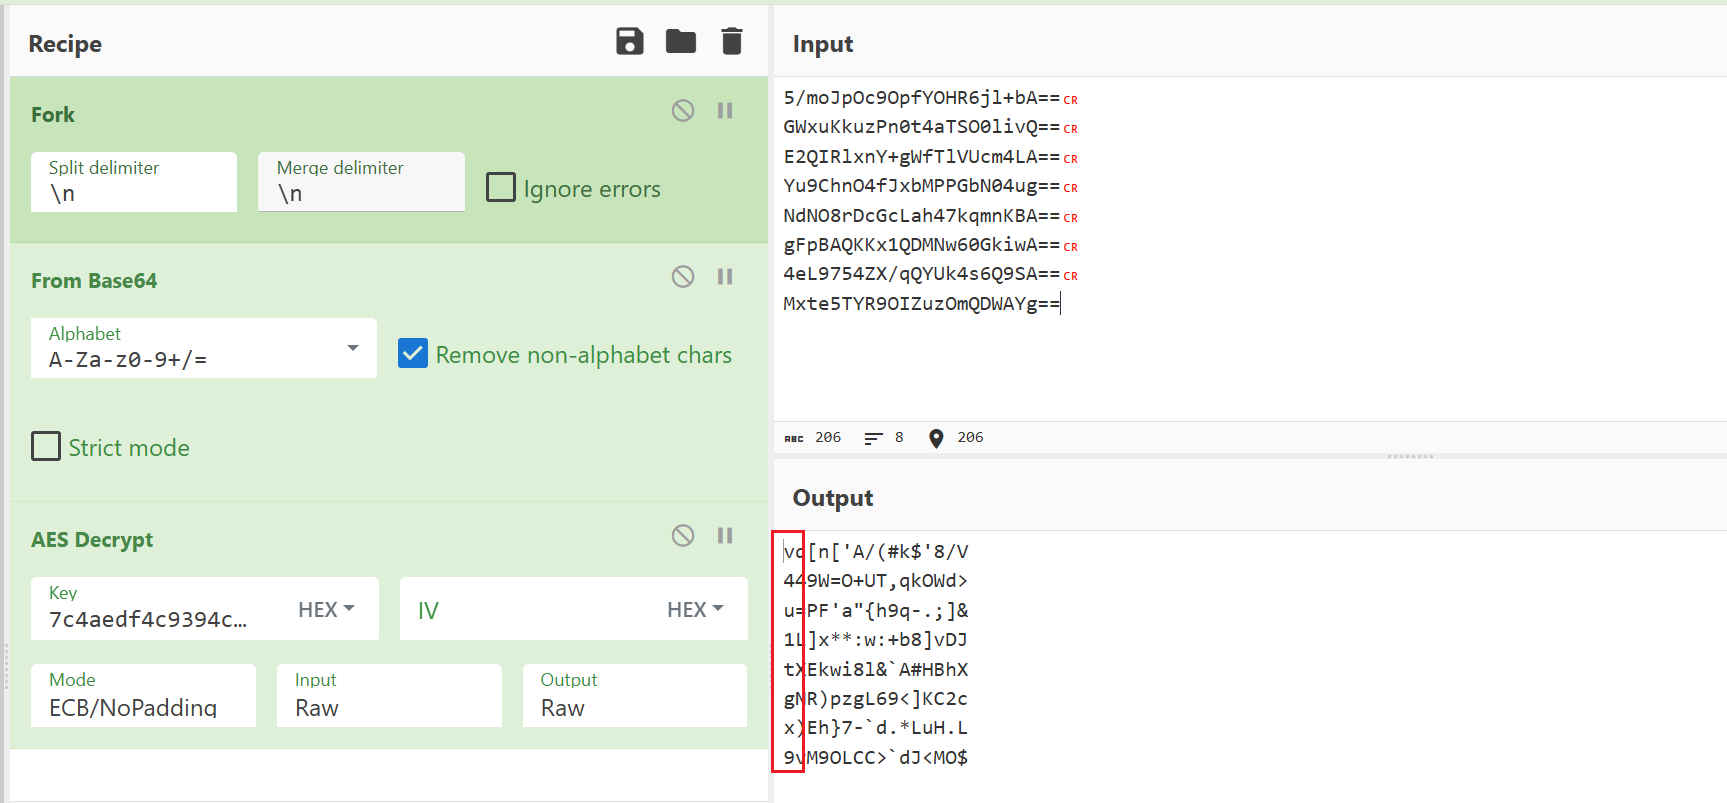 Recipe
Fork
Split delimiter
\n
Merge delimiter
\n
Ignore errors
From Base64
Alphabet
A-Za-z0-9+/=
Remove non-alphabet chars
Strict mode
AES Decrypt
Key
7c4aedf4c9394c...
HEX
IV
HEX
Mode
ECB/NoPadding
Input
Raw
Output
Raw
Input
5/moJpOc9OpfYOHR6jl+bA==CR
GWxuKkuzPn0t4aTSO0livQ==CR
E2QIRlxnY+gWfTlVUcm4LA==CR
Yu9ChnO4fJxbMPPGbN04ug==CR
NdNO8rDcGcLah47kqmnKBA==CR
gFpBAQKKx1QDMNw60GkiwA==CR
4eL9754ZX/qQYUk4s6Q9SA==CR
Mxte5TYR9OIZuzOmQDWAYg==
ABC 206 8 206
Output
vd[n['A/(#k$'8/V
449W=O+UT,qkOWd>
u=PF'a"{h9q-.;]&
1L]x**:w:+b8]vDJ
tXEkwi8l&`A#HBhX
gNR)pzgL69<]KC2c
x)Eh}7-`d.*LuH.L
9vM9OLCC>`dJ<MO$